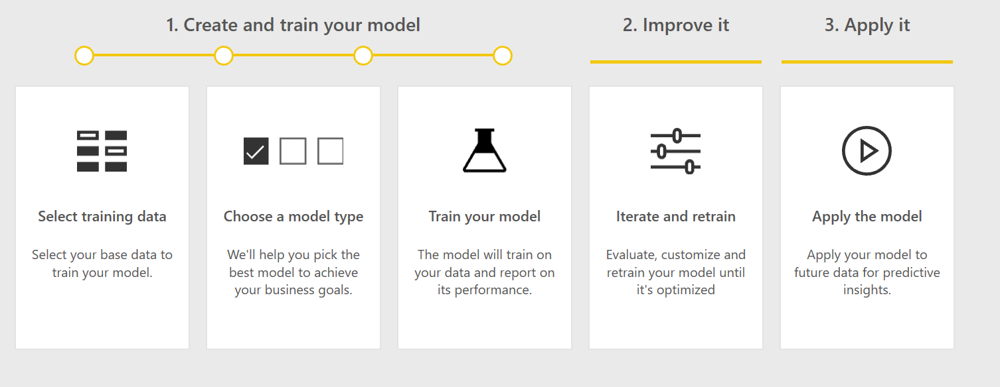 1. Create and train your model
2. Improve it
3. Apply it
Select training data
Select your base data to
train your model.
Choose a model type
We'll help you pick the
best model to achieve
your business goals.
Train your model
The model will train on
your data and report on
its performance.
Iterate and retrain
Evaluate, customize and
retrain your model until
it's optimized
Apply the model
Apply your model to
future data for predictive
insights.